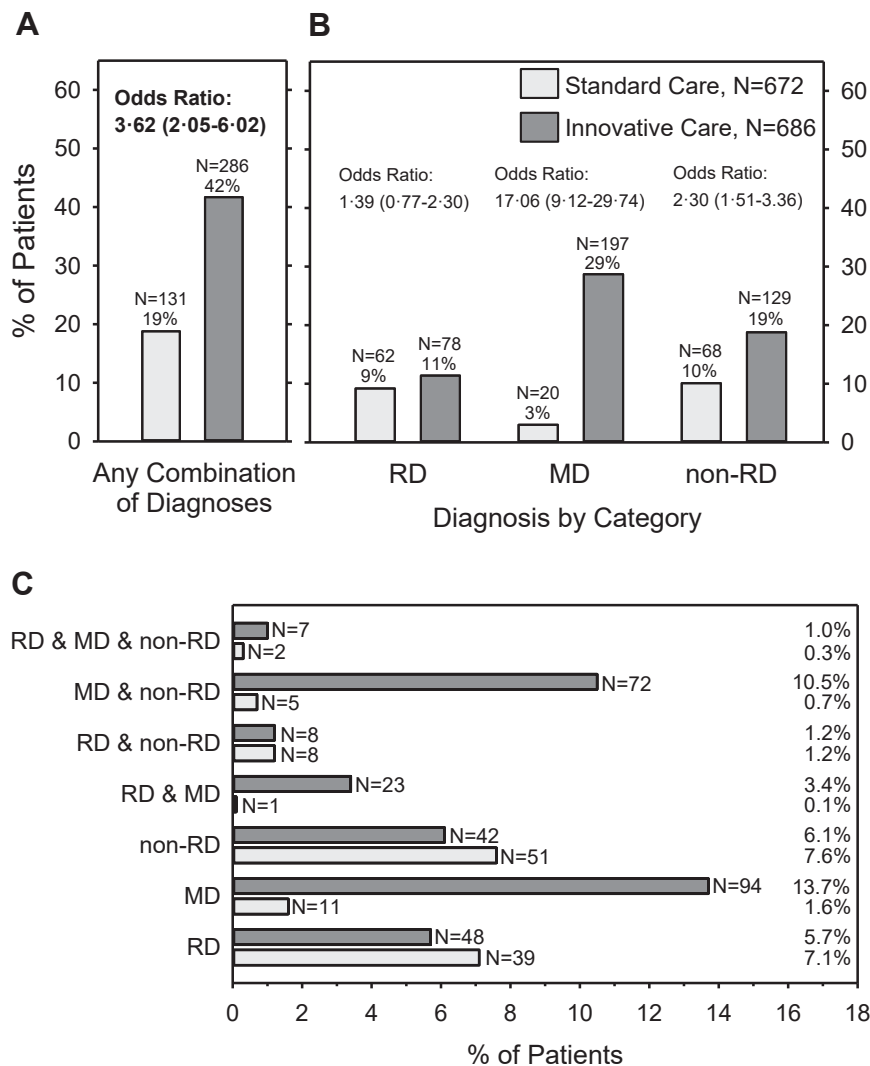 A
Odds Ratio:
3·62 (2·05-6·02)
% of Patients
60
50
40
30
20
10
0
N=131
19%
N=286
42%
Any Combination
of Diagnoses
B
Standard Care, N=672
Innovative Care, N=686
Odds Ratio:
1·39 (0·77-2·30)
Odds Ratio:
17·06 (9·12-29·74)
Odds Ratio:
2·30 (1·51-3.36)
N=62
9%
N=78
11%
N=20
3%
N=197
29%
N=68
10%
N=129
19%
60
50
40
30
20
10
0
RD MD non-RD
Diagnosis by Category
C
RD & MD & non-RD N=7 1.0%
N=2 0.3%
MD & non-RD N=72 10.5%
N=5 0.7%
RD & non-RD N=8 1.2%
N=8 1.2%
RD & MD N=23 3.4%
N=1 0.1%
non-RD N=42 6.1%
N=51 7.6%
MD N=94 13.7%
N=11 1.6%
RD N=48 5.7%
N=39 7.1%
0 2 4 6 8 10 12 14 16 18
% of Patients